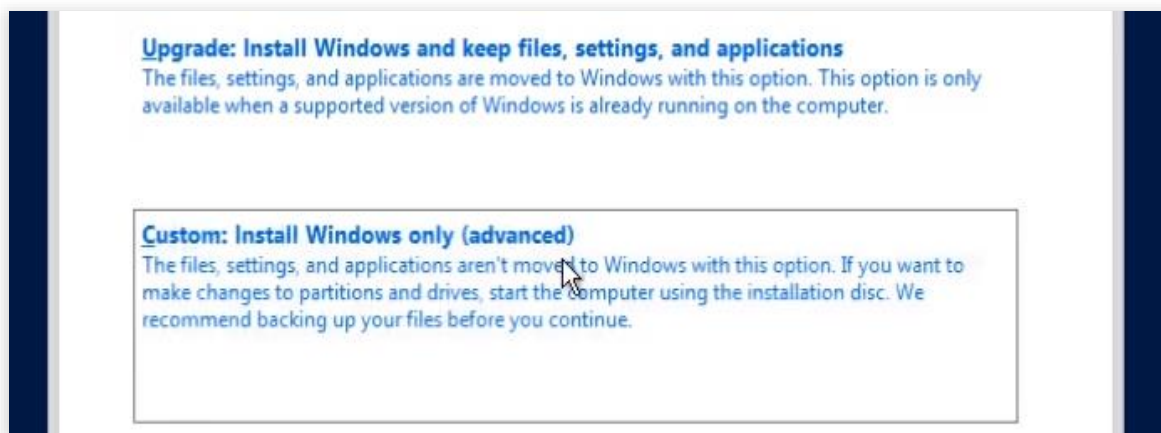 Upgrade: Install Windows and keep files, settings, and applications
The files, settings, and applications are moved to Windows with this option. This option is only
available when a supported version of Windows is already running on the computer.
Custom: Install Windows only (advanced)
The files, settings, and applications aren't moved to Windows with this option. If you want to
make changes to partitions and drives, start the computer using the installation disc. We
recommend backing up your files before you continue.